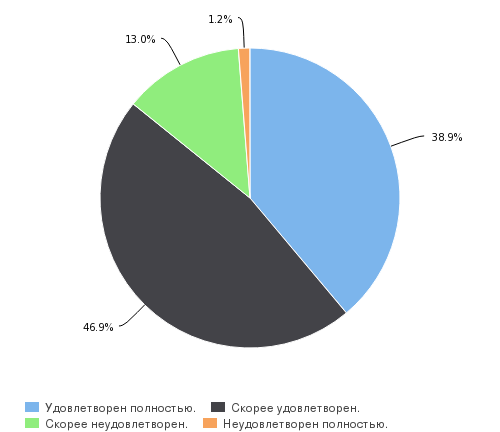 1.2%
13.0%
38.9%
46.9%
Удовлетворен полностью. Скорее удовлетворен.
Скорее неудовлетворен. Неудовлетворен полностью.